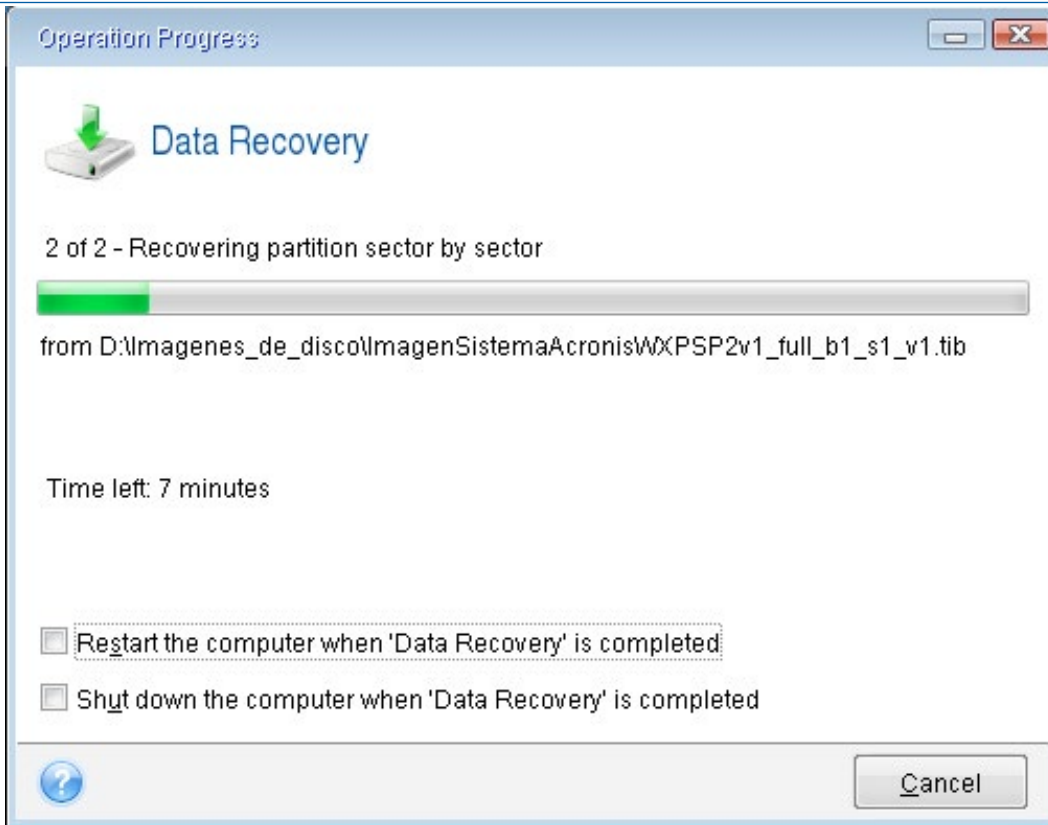 Operation Progress
Data Recovery
2 of 2 - Recovering partition sector by sector
from D:\Imagenes_de_disco\ImagenSistemaAcronisWXPSP2v1_full_b1_s1_v1.tib
Time left: 7 minutes
Restart the computer when 'Data Recovery' is completed
Shut down the computer when 'Data Recovery' is completed
?
Cancel